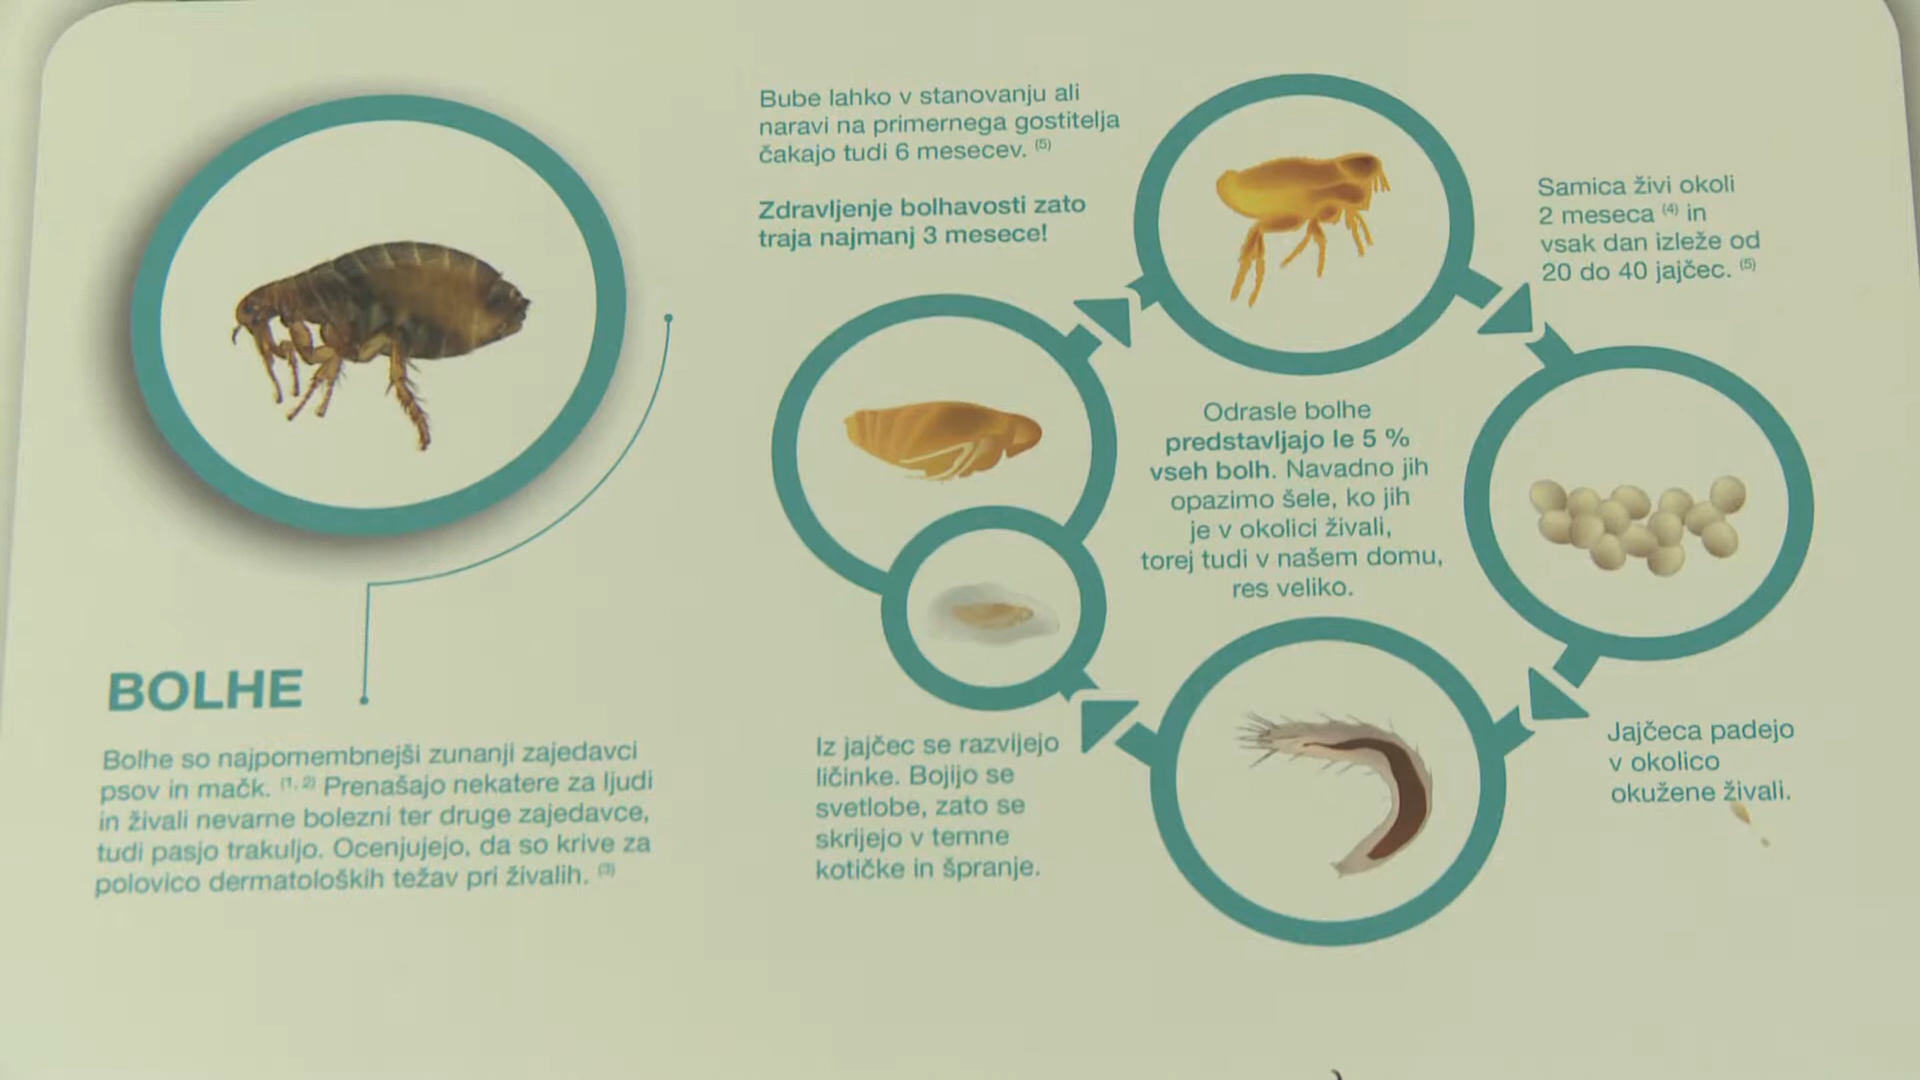 BOLHE
Bolhe so najpomembnejši zunanji zajedavci
psov in mačk. (1, 2) Prenašajo nekatere za ljudi
in živali nevarne bolezni ter druge zajedavce,
tudi pasjo trakuljo. Ocenjujejo, da so krive za
polovico dermatoloških težav pri živalih. (3)
Bube lahko v stanovanju ali
naravi na primernega gostitelja
čakajo tudi 6 mesecev. (5)
Zdravljenje bolhavosti zato
traja najmanj 3 mesece!
Samica živi okoli
2 meseca (4) in
vsak dan izleže od
20 do 40 jajčec. (5)
Odrasle bolhe
predstavljajo le 5 %
vseh bolh. Navadno jih
opazimo šele, ko jih
je v okolici živali,
torej tudi v našem domu,
res veliko.
Iz jajčec se razvijejo
ličinke. Bojijo se
svetlobe, zato se
skrijejo v temne
kotičke in špranje.
Jajčeca padejo
v okolico
okužene živali.